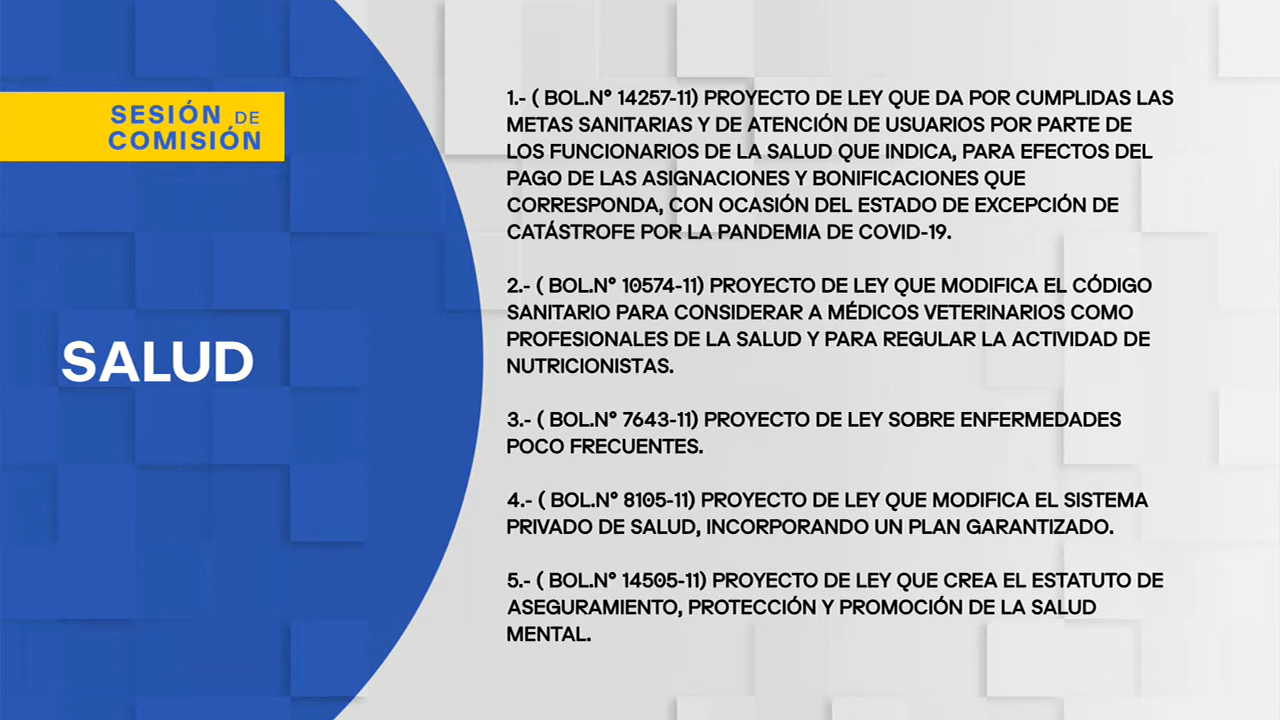 SESIÓN DE
COMISIÓN
SALUD
1.- ( BOL.N° 14257-11) PROYECTO DE LEY QUE DA POR CUMPLIDAS LAS
METAS SANITARIAS Y DE ATENCIÓN DE USUARIOS POR PARTE DE
LOS FUNCIONARIOS DE LA SALUD QUE INDICA, PARA EFECTOS DEL
PAGO DE LAS ASIGNACIONES Y BONIFICACIONES QUE
CORRESPONDA, CON OCASIÓN DEL ESTADO DE EXCEPCIÓN DE
CATÁSTROFE POR LA PANDEMIA DE COVID-19.
2.- ( BOL.N° 10574-11) PROYECTO DE LEY QUE MODIFICA EL CÓDIGO
SANITARIO PARA CONSIDERAR A MÉDICOS VETERINARIOS COMO
PROFESIONALES DE LA SALUD Y PARA REGULAR LA ACTIVIDAD DE
NUTRICIONISTAS.
3.- ( BOL.N° 7643-11) PROYECTO DE LEY SOBRE ENFERMEDADES
POCO FRECUENTES.
4.- ( BOL.N° 8105-11) PROYECTO DE LEY QUE MODIFICA EL SISTEMA
PRIVADO DE SALUD, INCORPORANDO UN PLAN GARANTIZADO.
5.- ( BOL.N° 14505-11) PROYECTO DE LEY QUE CREA EL ESTATUTO DE
ASEGURAMIENTO, PROTECCIÓN Y PROMOCIÓN DE LA SALUD
MENTAL.